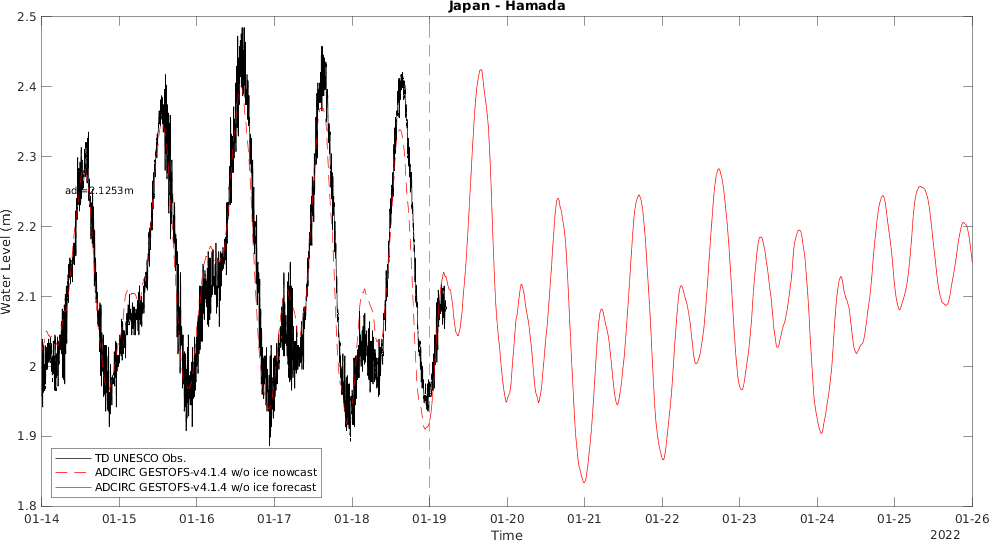 Japan - Hamada
2.5
2.4
2.3
2.2
2.1
2
1.9
1.8
Water Level (m)
2.1253m
TD UNESCO Obs.
ADCIRC GESTOFS-v4.1.4 w/o ice nowcast
ADCIRC GESTOFS-v4.1.4 w/o ice forecast
01-14 01-15 01-16 01-17 01-18 01-19 01-20 01-21 01-22 01-23 01-24 01-25 01-26
Time
2022